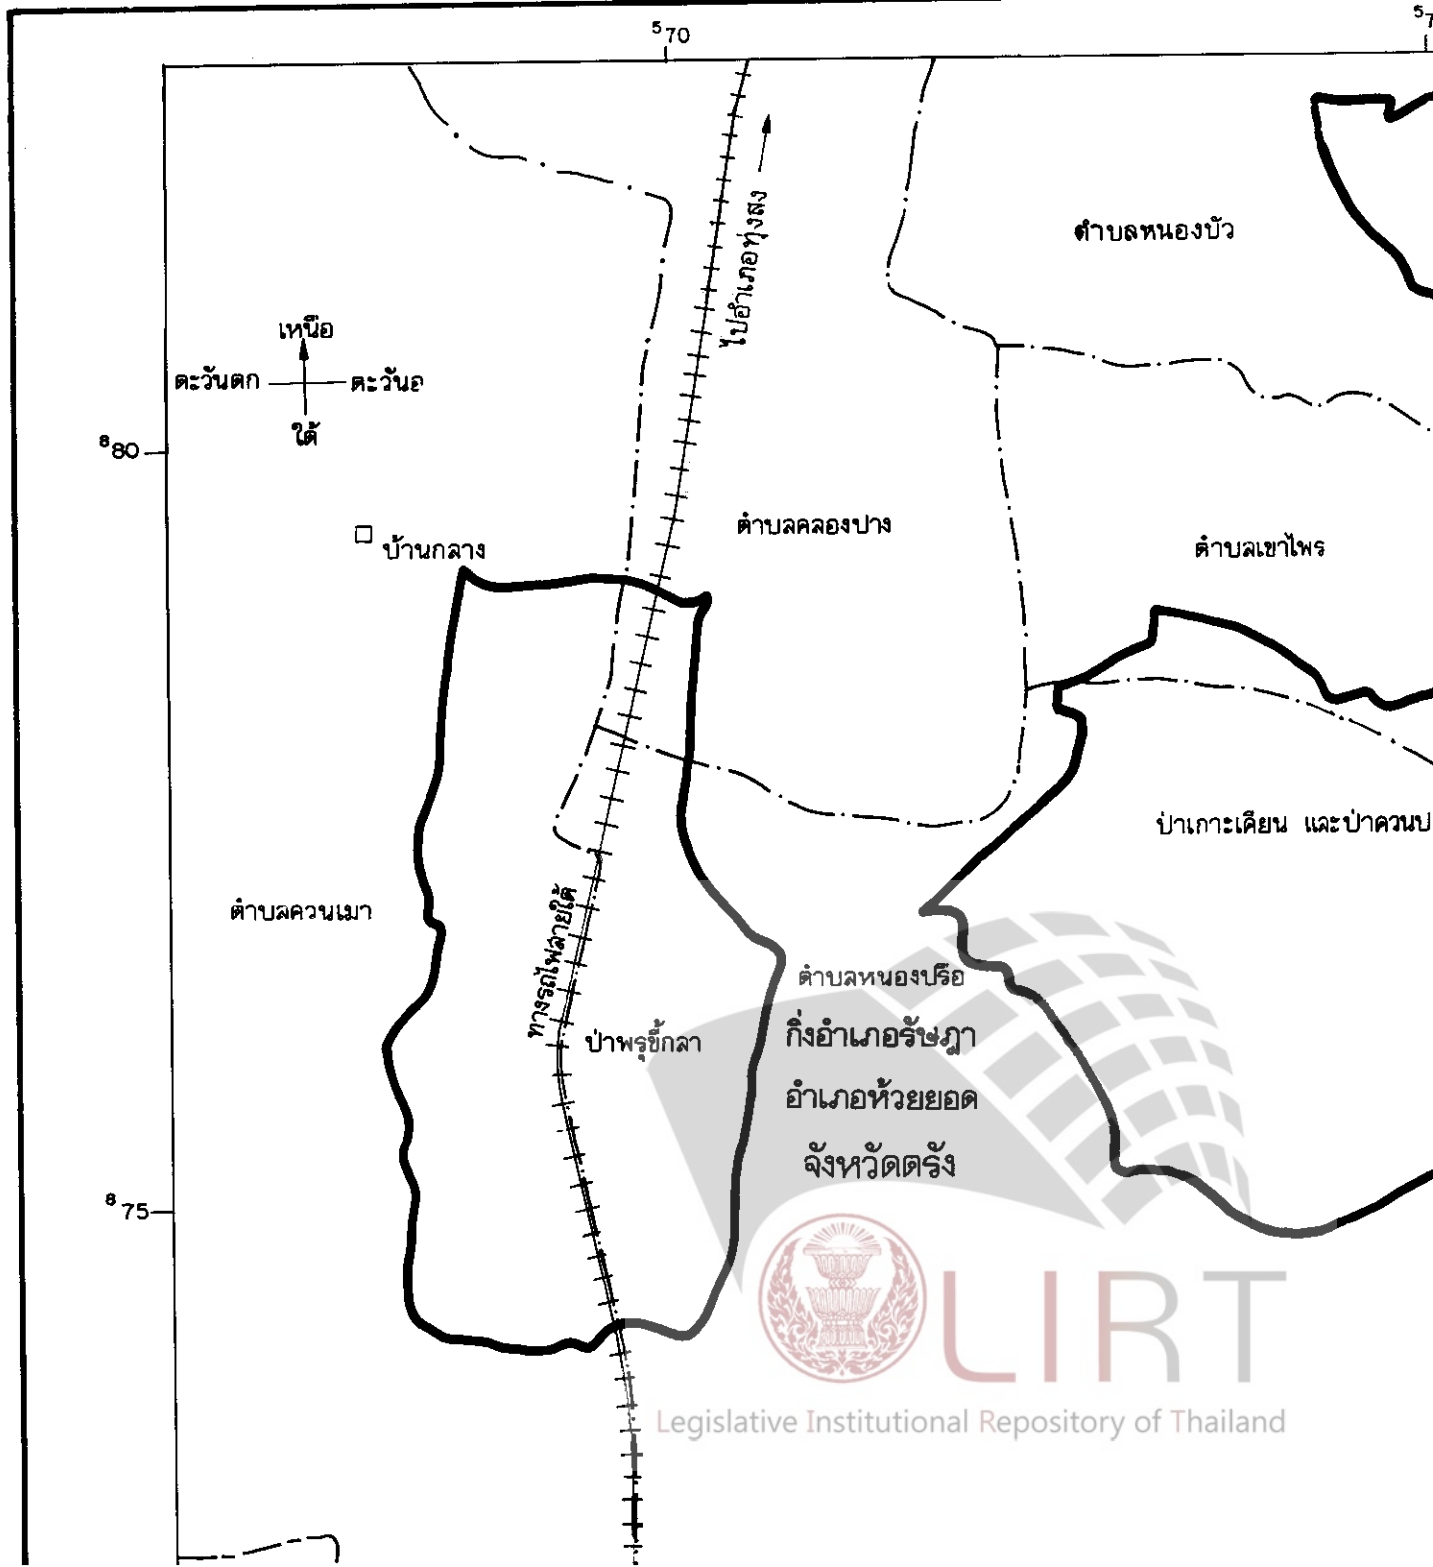 ⁵70
⁵7
ไปอำเภอทุ่งสง
ตำบลหนองบัว
เหนือ
ตะวันตก
ตะวันอ
ใต้
⁸80
ตำบลคลองปาง
บ้านกลาง
ตำบลเขาไพร
ป่าเกาะเคียน และป่าควนป
ตำบลควนเมา
ทางรถไฟสายใต้
ตำบลหนองปรือ
ป่าพรุขี้กลา
กิ่งอำเภอรัษฎา
อำเภอห้วยยอด
จังหวัดตรัง
⁸75
LIRT
Legislative Institutional Repository of Thailand